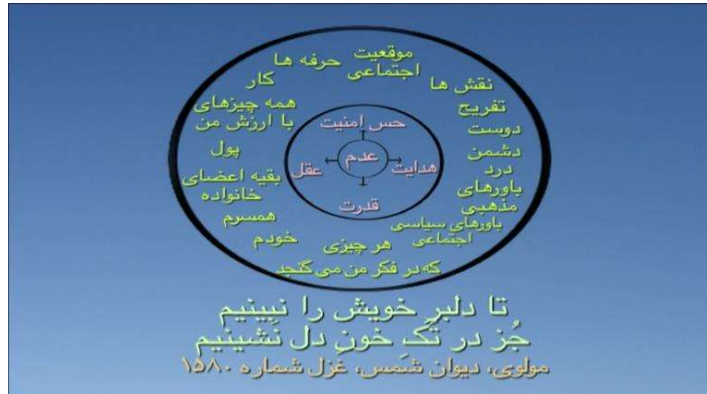 موقعیت
اجتماعی
حرفه ها
کار
همه چیزهای
با ارزش من
پول
بقیه اعضای
خانواده
همسرم
خودم
هر چیزی
که در فکر من می گنجد
نقش ها
تفریح
دوست
دشمن
درد
باورهای
مذهبی
باورهای سیاسی
اجتماعی
حس امنیت
هدایت
عدم
عقل
قدرت
تا دلبرِ خویش را نبینیم
جُز در تَکِ خونِ دل نَشینیم
مولوی، دیوان شمس، غزل شماره ۱۵۸۰